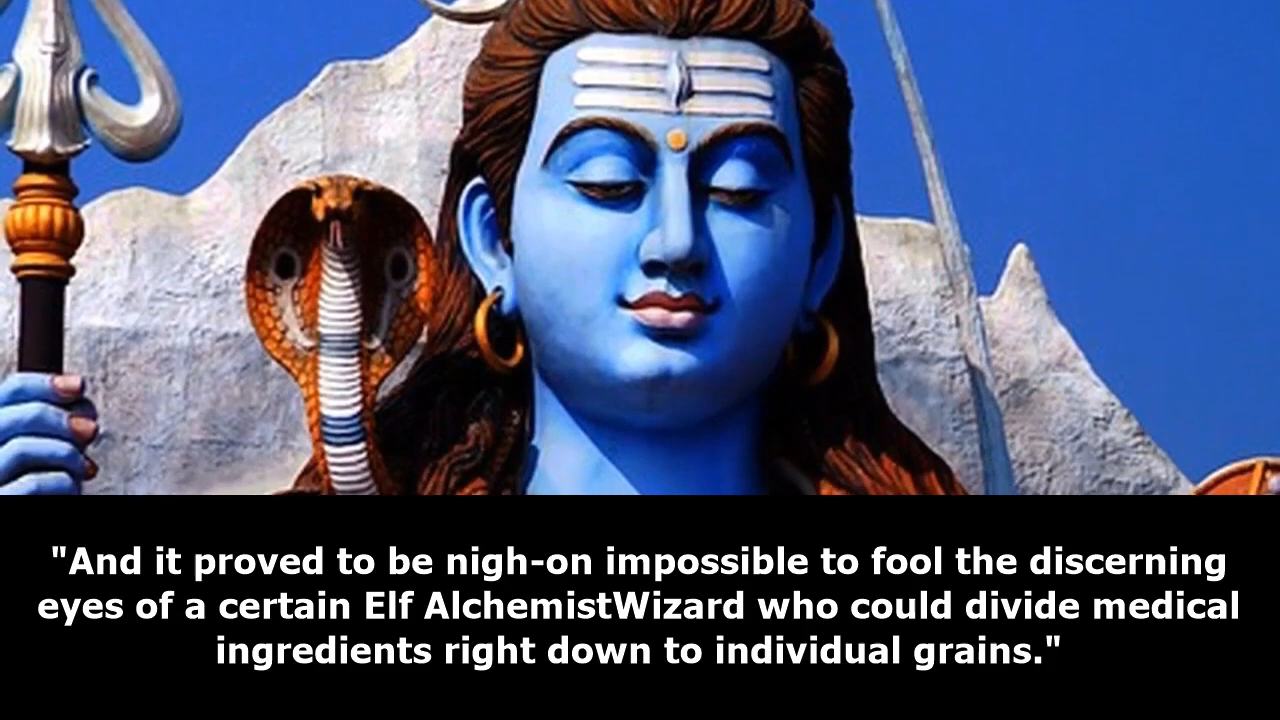 "And it proved to be nigh-on impossible to fool the discerning
eyes of a certain Elf AlchemistWizard who could divide medical
ingredients right down to individual grains."